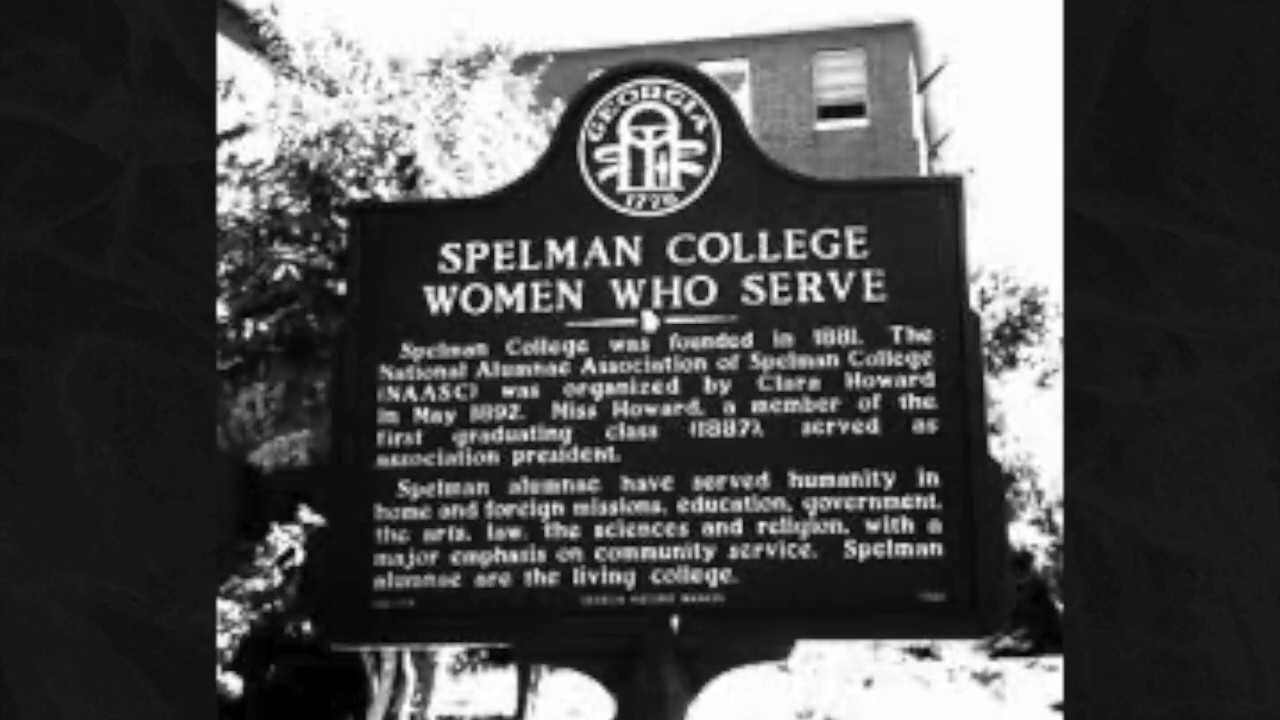 GEORGIA
1776
SPELMAN COLLEGE
WOMEN WHO SERVE
Spelman College was founded in 1881. The
National Alumnae Association of Spelman College
(NAASC) was organized by Clara Howard
in May 1892. Miss Howard, a member of the
first graduating class (1887), served as
association president.
Spelman alumnae have served humanity in
home and foreign missions, education, government,
the arts, law, the sciences and religion, with a
major emphasis on community service. Spelman
alumnae are the living college.